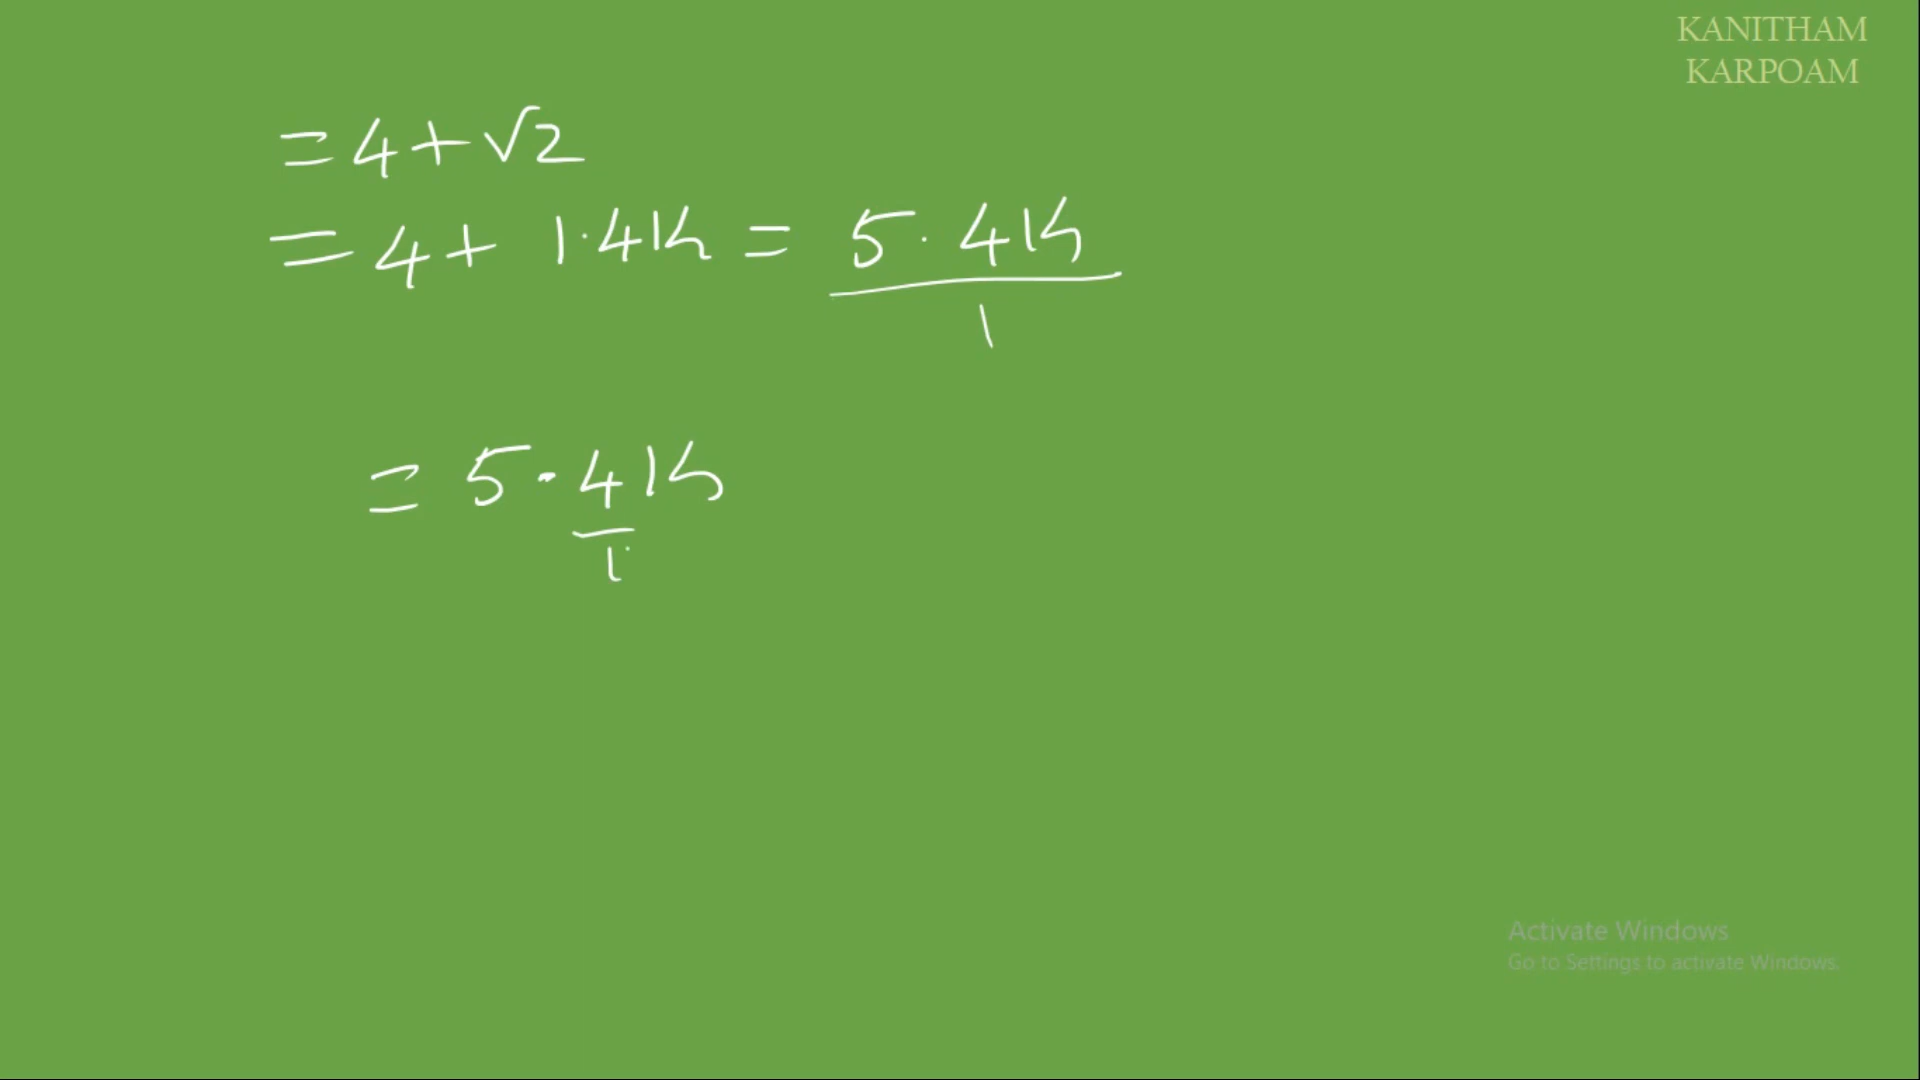 KANITHAM
KARPOAM
= 4 + √2
= 4 + 1.414 = 5.414
1
= 5.414
1
Activate Windows
Go to Settings to activate Windows.